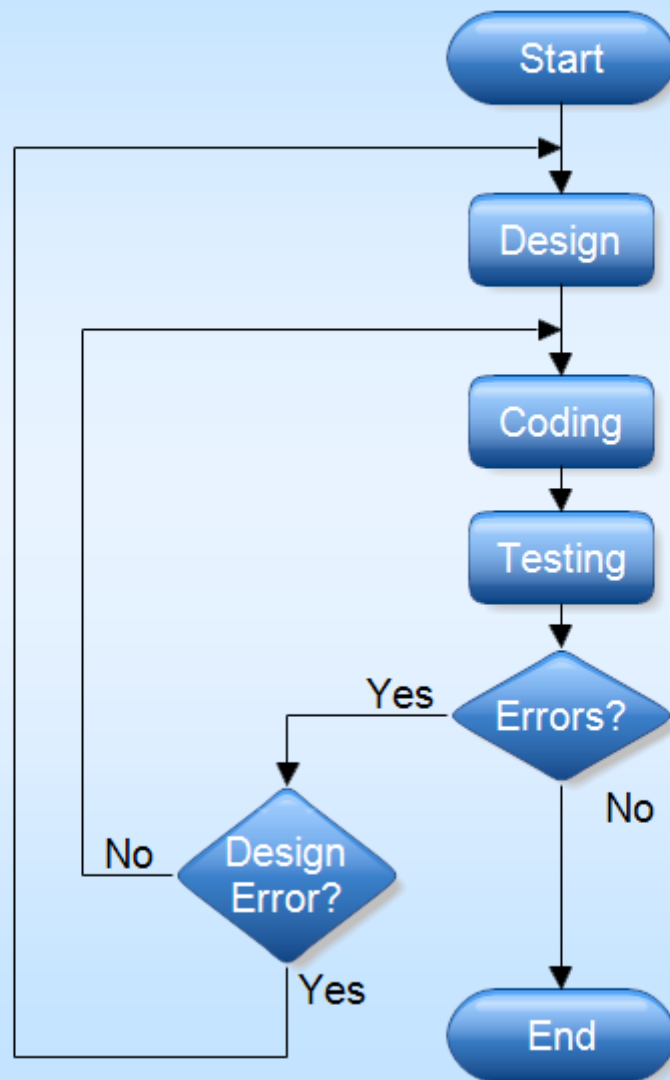 Start
Design
Coding
Testing
Yes
Errors?
No
No
Design
Error?
Yes
End